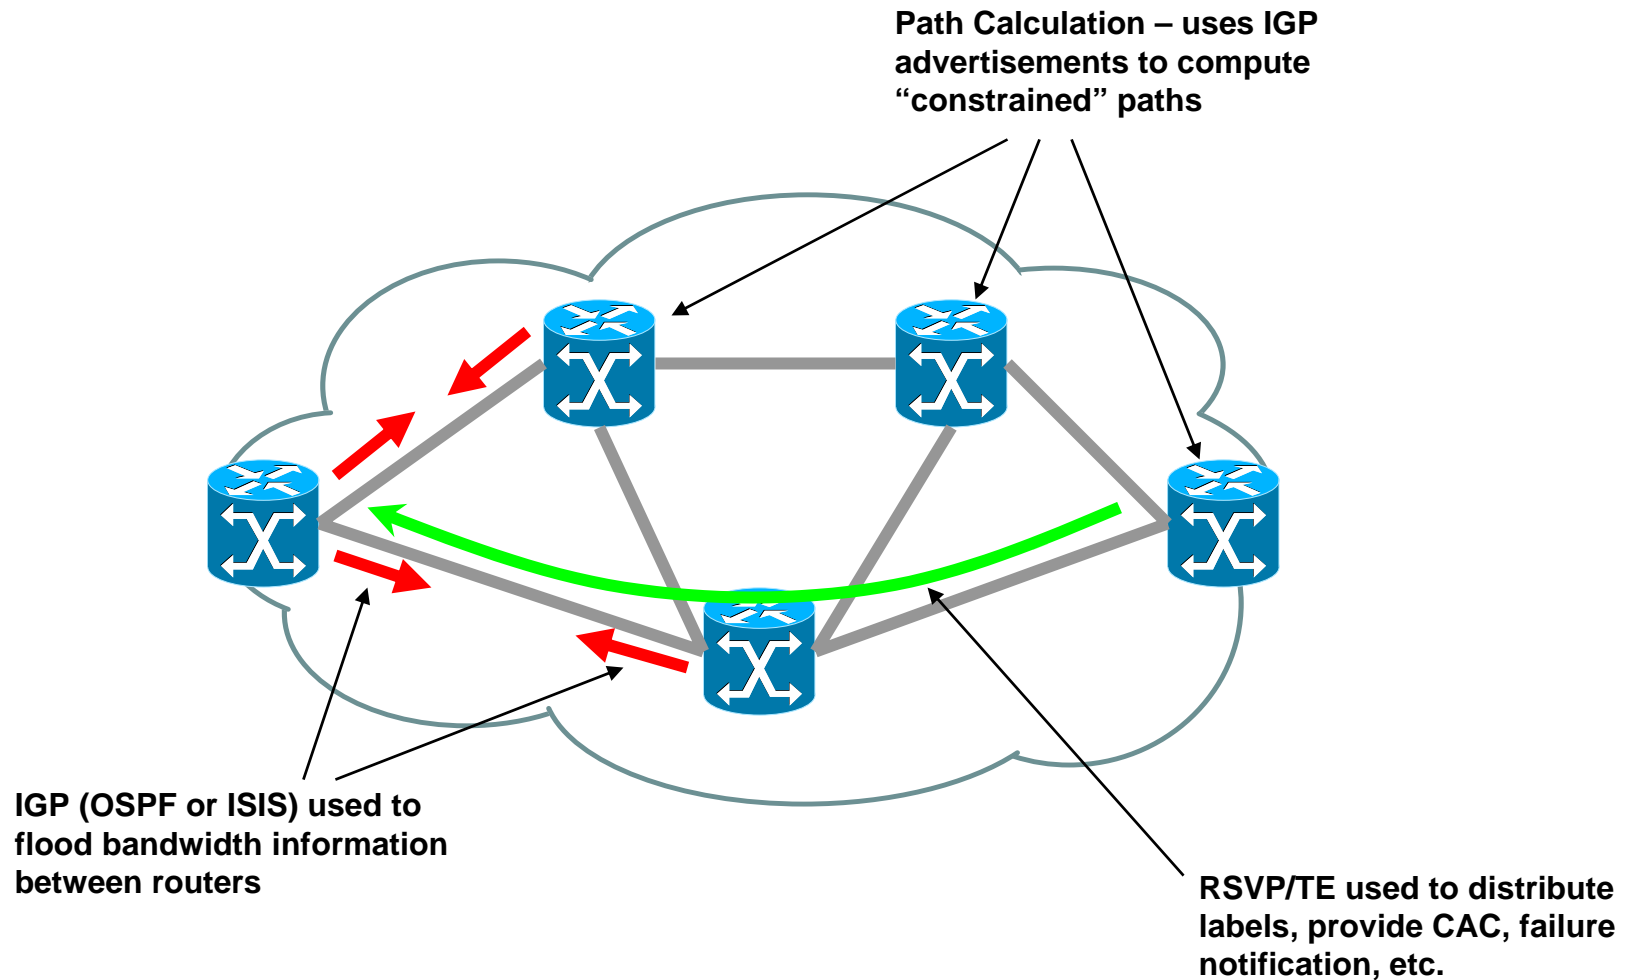 Path Calculation – uses IGP
advertisements to compute
“constrained” paths
IGP (OSPF or ISIS) used to
flood bandwidth information
between routers
RSVP/TE used to distribute
labels, provide CAC, failure
notification, etc.